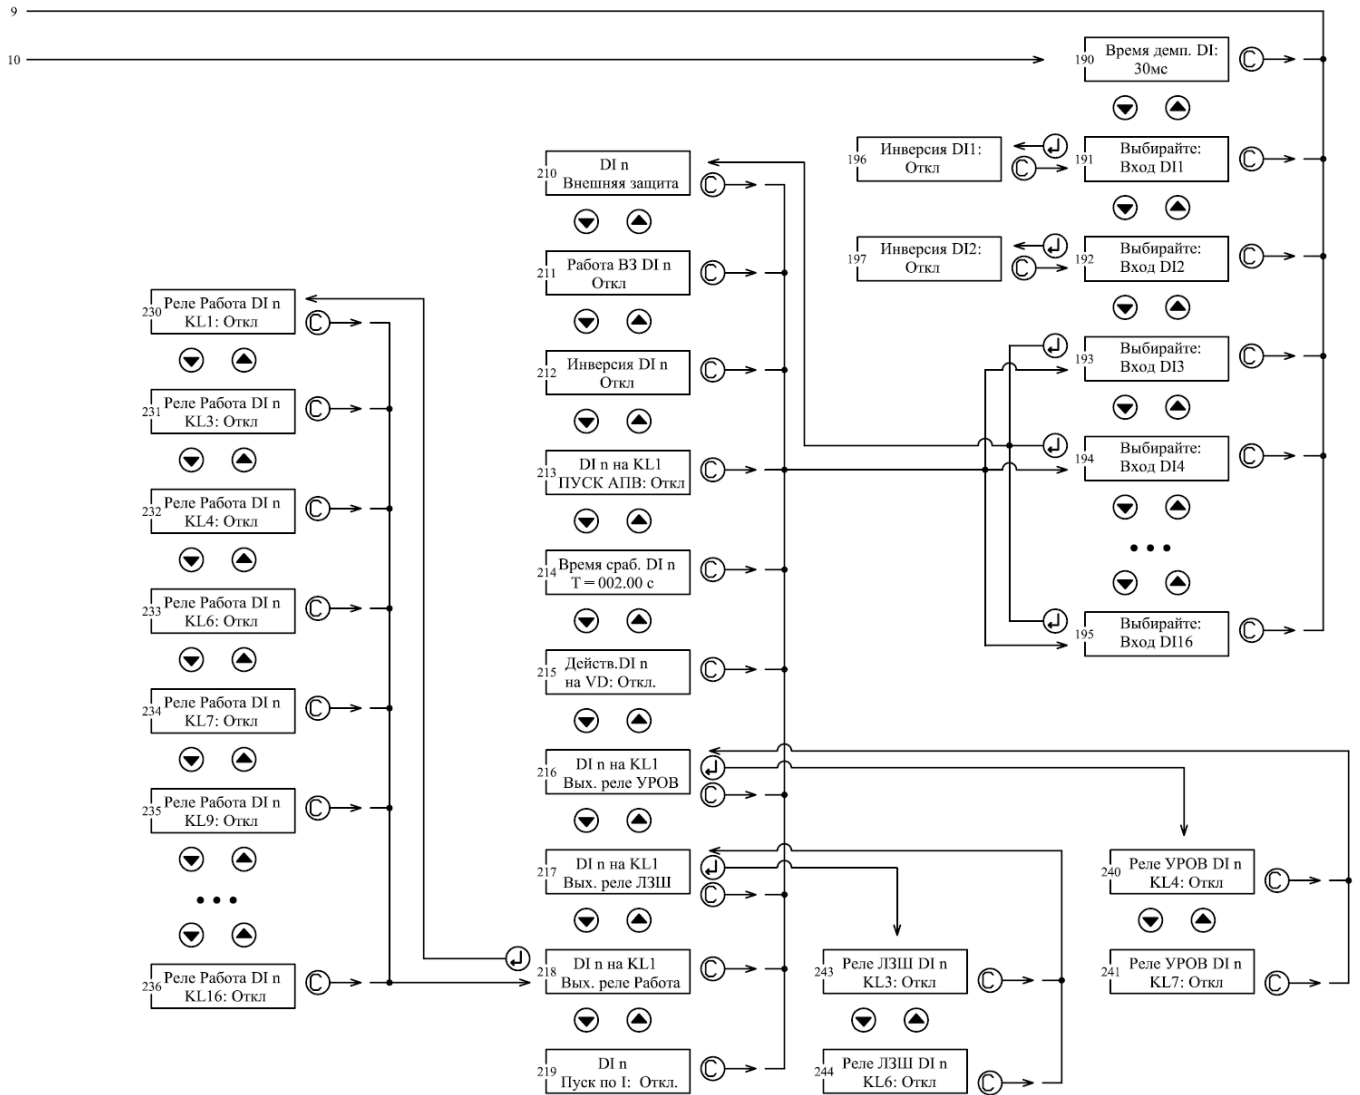 9
10
190
Время демп. DI:
30мс
196
Инверсия DI1:
Откл
191
Выбирайте:
Вход DI1
210
DI n
Внешняя защита
197
Инверсия DI2:
Откл
192
Выбирайте:
Вход DI2
211
Работа ВЗ DI n
Откл
230
Реле Работа DI n
KL1: Откл
212
Инверсия DI n
Откл
193
Выбирайте:
Вход DI3
231
Реле Работа DI n
KL3: Откл
213
DI n на KL1
ПУСК АПВ: Откл
194
Выбирайте:
Вход DI4
232
Реле Работа DI n
KL4: Откл
214
Время сраб. DI n
T = 002.00 с
233
Реле Работа DI n
KL6: Откл
195
Выбирайте:
Вход DI16
215
Действ.DI n
на VD: Откл.
234
Реле Работа DI n
KL7: Откл
216
DI n на KL1
Вых. реле УРОВ
235
Реле Работа DI n
KL9: Откл
217
DI n на KL1
Вых. реле ЛЗШ
240
Реле УРОВ DI n
KL4: Откл
236
Реле Работа DI n
KL16: Откл
218
DI n на KL1
Вых. реле Работа
243
Реле ЛЗШ DI n
KL3: Откл
241
Реле УРОВ DI n
KL7: Откл
219
DI n
Пуск по I: Откл.
244
Реле ЛЗШ DI n
KL6: Откл